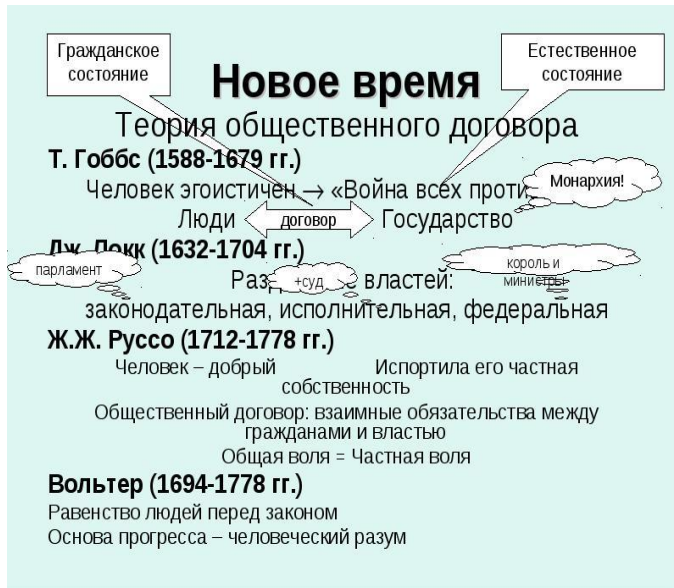 Гражданское
состояние
Естественное
состояние
Новое время
Теория общественного договора
Т. Гоббс (1588-1679 гг.)
Человек эгоистичен → «Война всех проти
Монархия!
Люди договор Государство
Дж. Локк (1632-1704 гг.)
парламент
король и
министры
Раз +суд властей:
законодательная, исполнительная, федеральная
Ж.Ж. Руссо (1712-1778 гг.)
Человек – добрый Испортила его частная
собственность
Общественный договор: взаимные обязательства между
гражданами и властью
Общая воля = Частная воля
Вольтер (1694-1778 гг.)
Равенство людей перед законом
Основа прогресса – человеческий разум